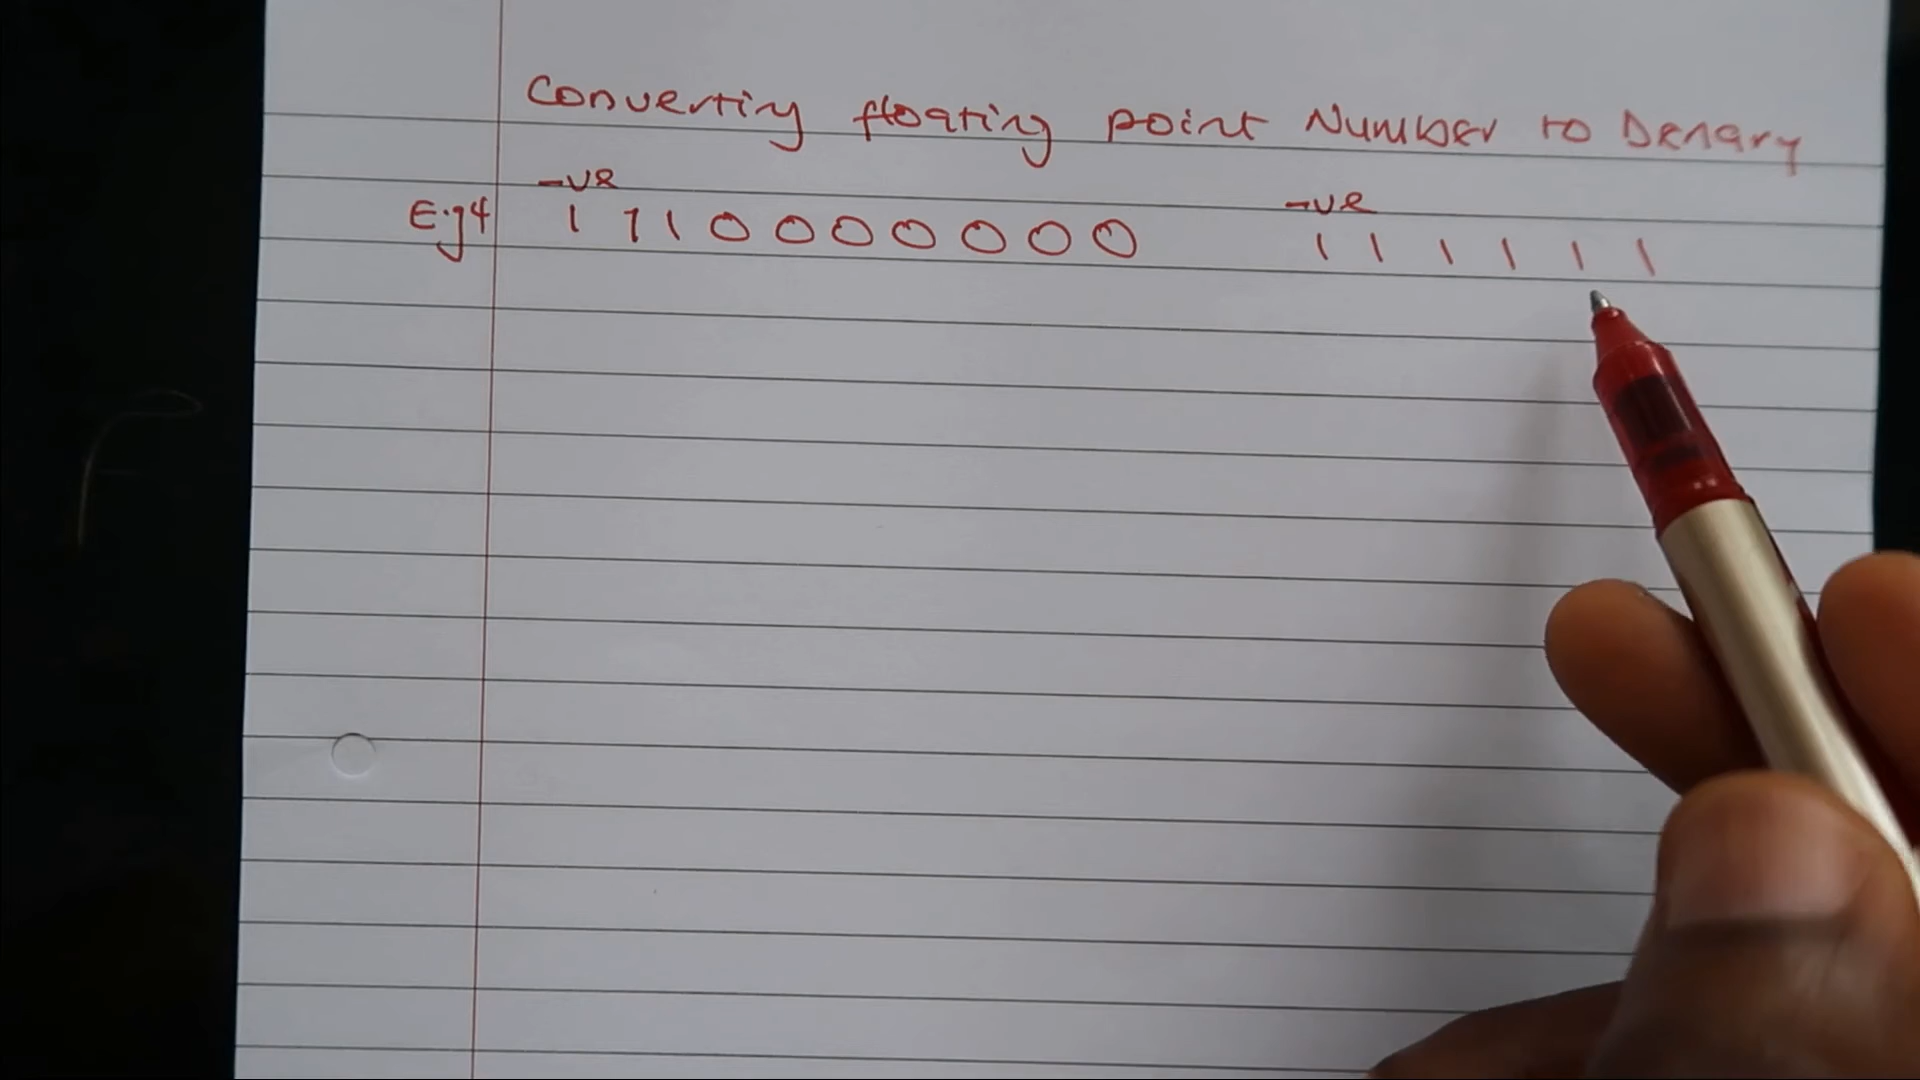 Converting floating point Number to Denary
-ve -ve
E.g4 1 1 1 0 0 0 0 0 0 0 1 1 1 1 1 1